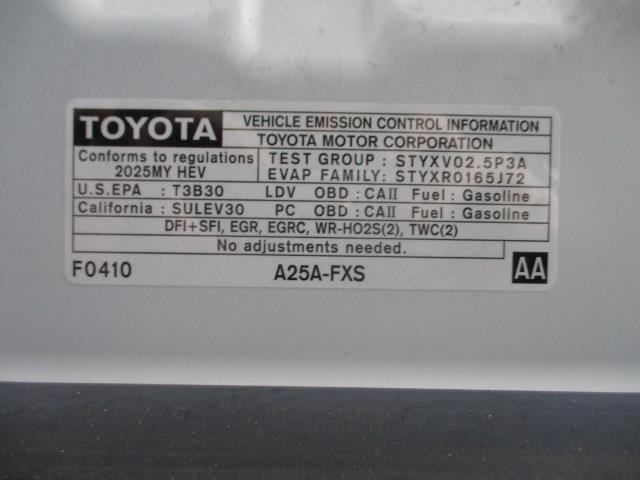 TOYOTA VEHICLE EMISSION CONTROL INFORMATION
TOYOTA MOTOR CORPORATION
Conforms to regulations TEST GROUP : STYXV02.5P3A
2025MY HEV EVAP FAMILY: STYXR0165J72
U.S.EPA : T3B30 LDV OBD : CAII Fuel : Gasoline
California : SULEV30 PC OBD : CAII Fuel : Gasoline
DFI+SFI, EGR, EGRC, WR-HO2S(2), TWC(2)
No adjustments needed.
F0410 A25A-FXS AA